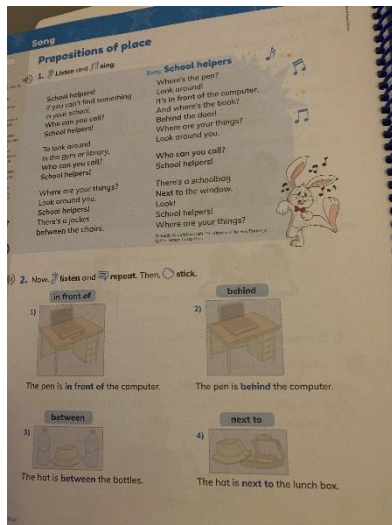 Song
Prepositions of place
1. Listen and sing.
Song School helpers
School helpers!
If you can't find something
in your school,
Who can you call?
School helpers!
To look around
in the gym or library,
Who can you call?
School helpers!
Where are your things?
Look around you.
School helpers!
There's a jacket
between the chairs.
Where's the pen?
Look around!
It's in front of the computer.
And where's the book?
Behind the door!
Where are your things?
Look around you.
Who can you call?
School helpers!
There's a schoolbag
Next to the window.
Look!
School helpers!
Where are your things?
2. Now, listen and repeat. Then, stick.
in front of
1)
The pen is in front of the computer.
behind
2)
The pen is behind the computer.
between
3)
The hat is between the bottles.
next to
4)
The hat is next to the lunch box.